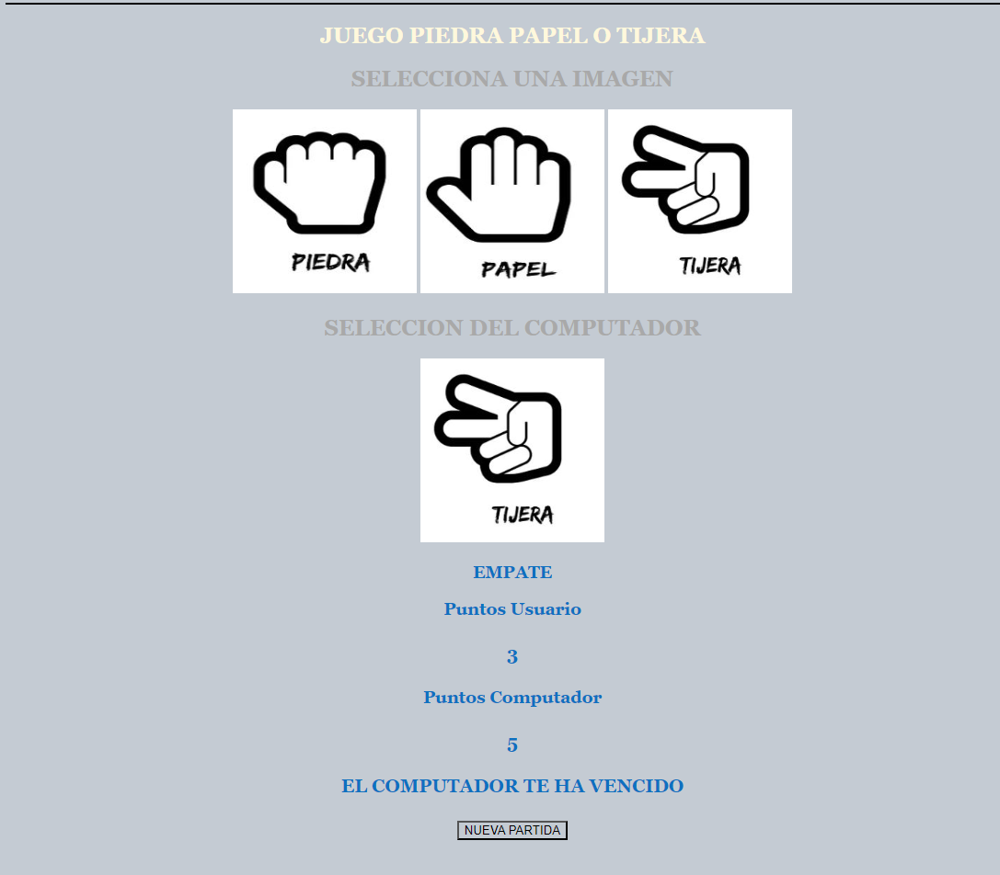 JUEGO PIEDRA PAPEL O TIJERA
SELECCIONA UNA IMAGEN
PIEDRA PAPEL TIJERA
SELECCION DEL COMPUTADOR
TIJERA
EMPATE
Puntos Usuario
3
Puntos Computador
5
EL COMPUTADOR TE HA VENCIDO
NUEVA PARTIDA